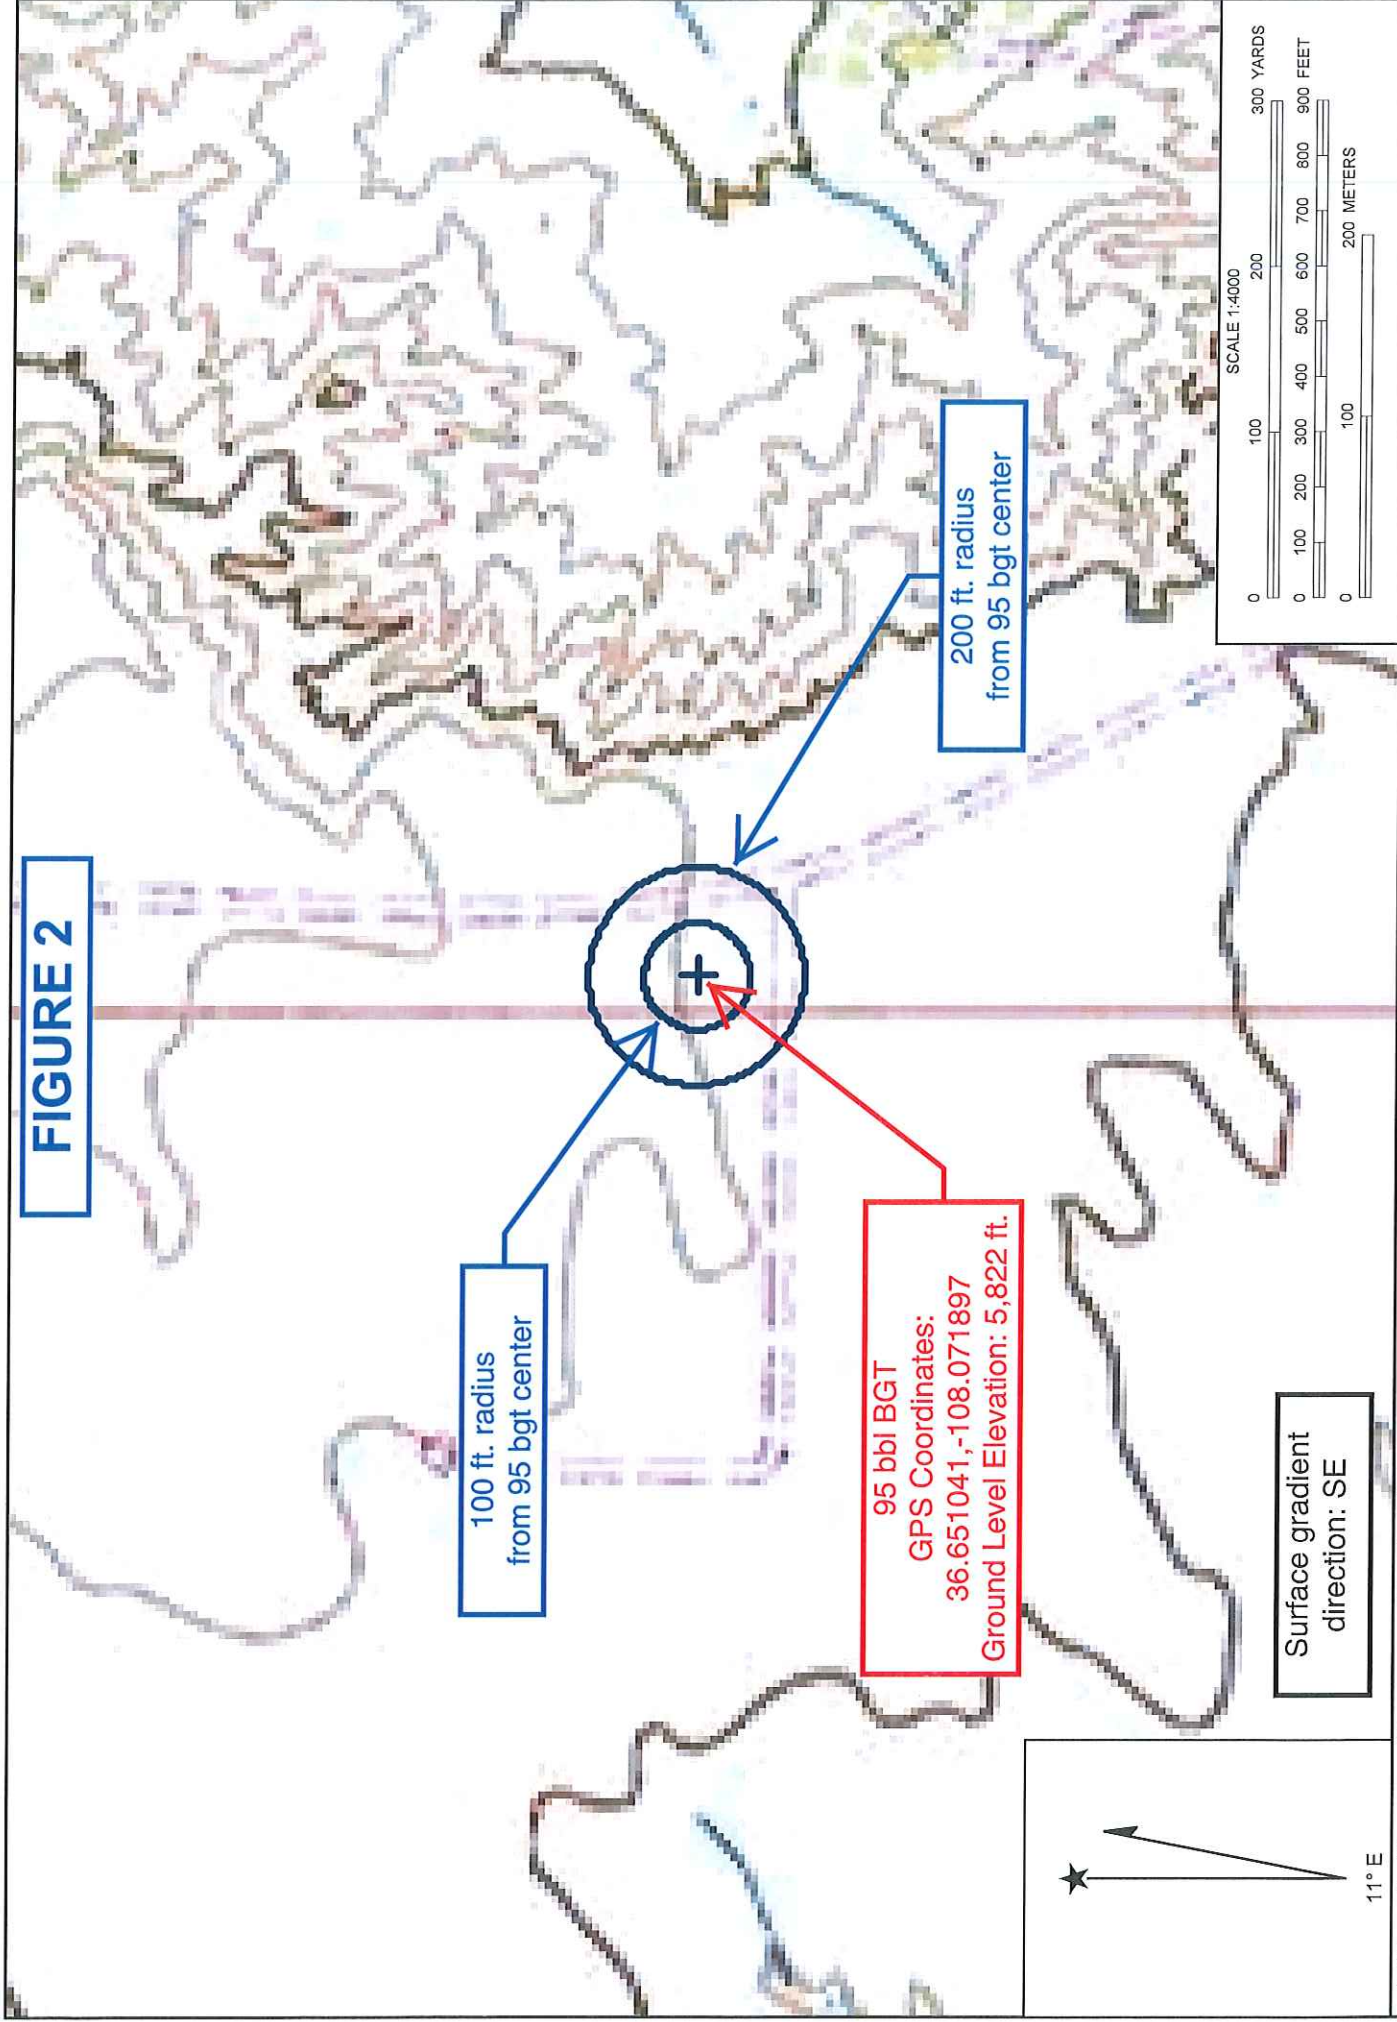 FIGURE 2
100 ft. radius
from 95 bgt center
200 ft. radius
from 95 bgt center
95 bbl BGT
GPS Coordinates:
36.651041,-108.071897
Ground Level Elevation: 5,822 ft.
Surface gradient
direction: SE
11° E
SCALE 1:4000
0 100 200 300 YARDS
0 100 200 300 400 500 600 700 800 900 FEET
0 100 200 METERS